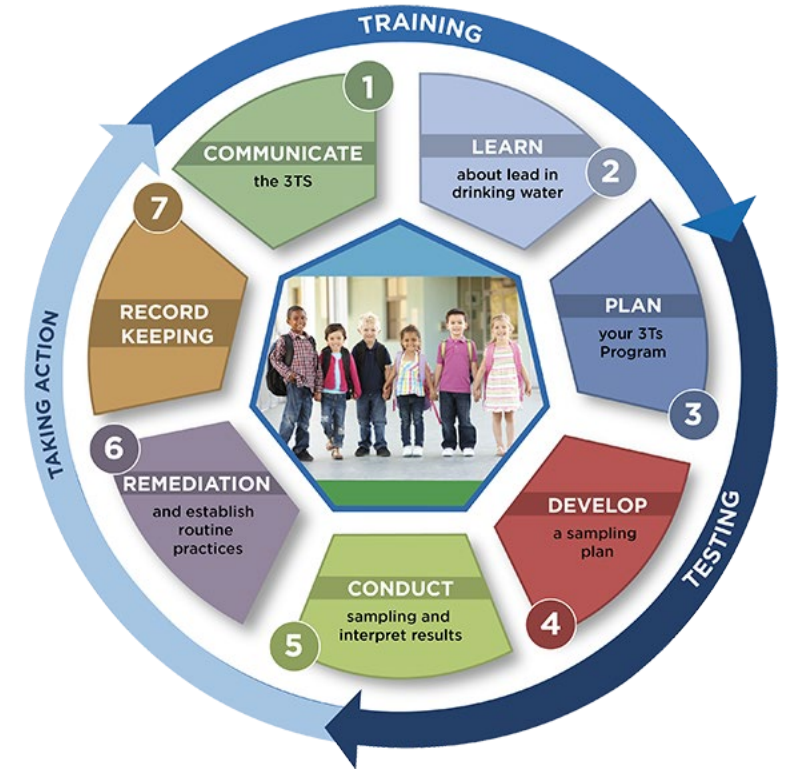 TRAINING
1
COMMUNICATE
the 3TS
2
LEARN
about lead in
drinking water
3
PLAN
your 3Ts
Program
TESTING
4
DEVELOP
a sampling
plan
5
CONDUCT
sampling and
interpret results
TAKING ACTION
6
REMEDIATION
and establish
routine
practices
7
RECORD
KEEPING